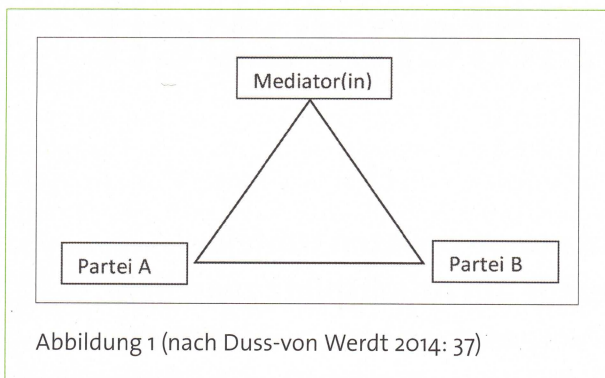 Mediator(in)
Partei A
Partei B
Abbildung 1 (nach Duss-von Werdt 2014: 37)